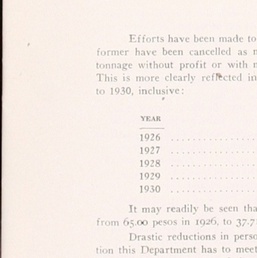 Efforts have been made to
former have been cancelled as
tonnage without profit or with
This is more clearly reflected in
to 1930, inclusive:
YEAR
1926 ....................
1927 ....................
1928 ....................
1929 ....................
1930 ....................
It may readily be seen tha
from 65.00 pesos in 1926, to 37.7
Drastic reductions in perso
tion this Department has to meet